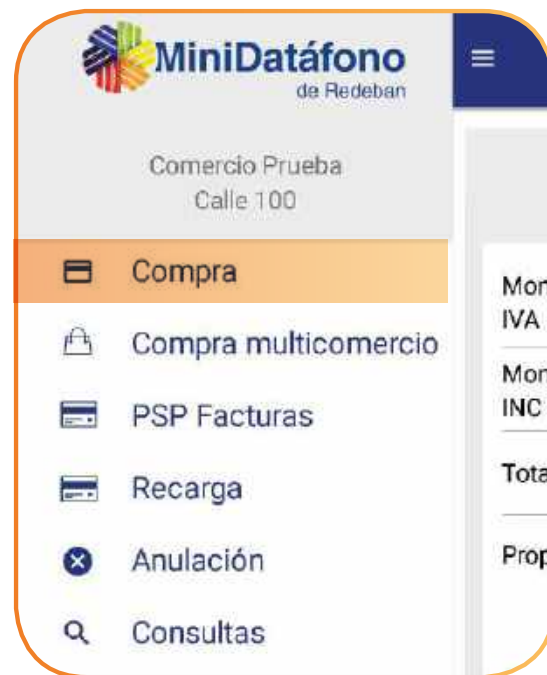 MiniDatáfono
de Redeban
Comercio Prueba
Calle 100
Compra
Compra multicomercio
PSP Facturas
Recarga
Anulación
Consultas
IVA
INC